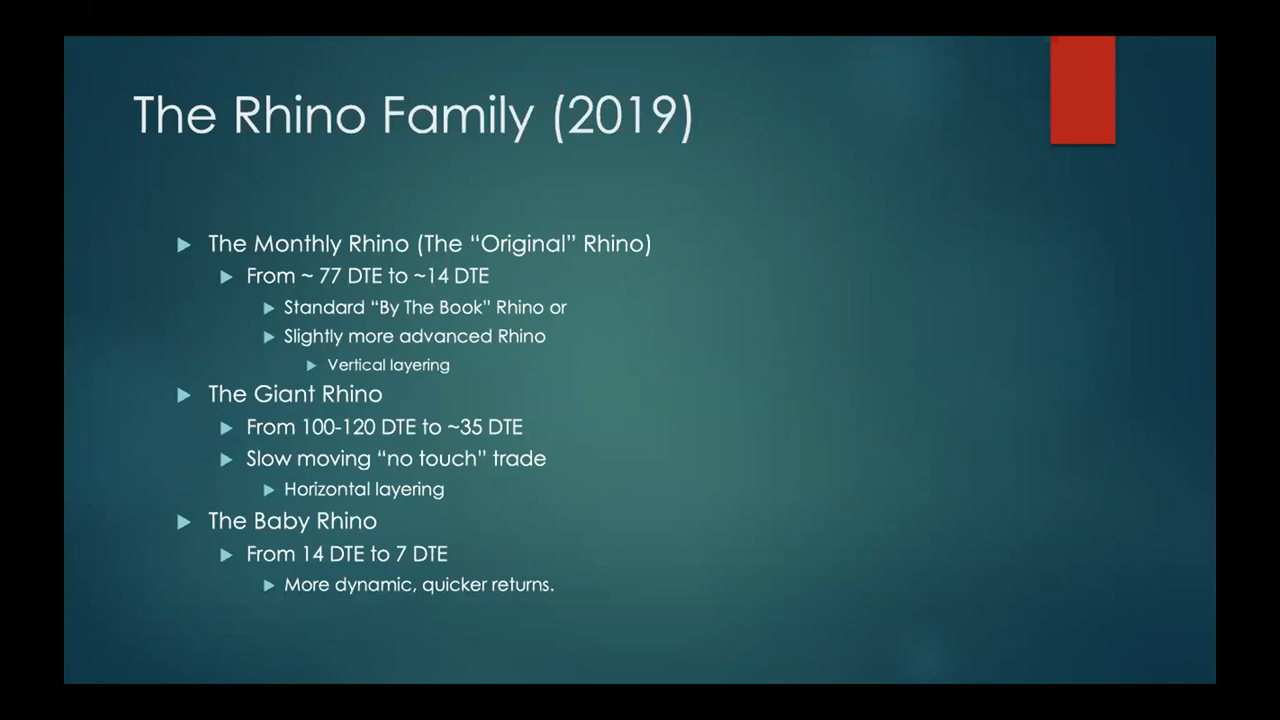 The Rhino Family (2019)
The Monthly Rhino (The “Original” Rhino)
From ~ 77 DTE to ~14 DTE
Standard “By The Book” Rhino or
Slightly more advanced Rhino
Vertical layering
The Giant Rhino
From 100-120 DTE to ~35 DTE
Slow moving “no touch” trade
Horizontal layering
The Baby Rhino
From 14 DTE to 7 DTE
More dynamic, quicker returns.